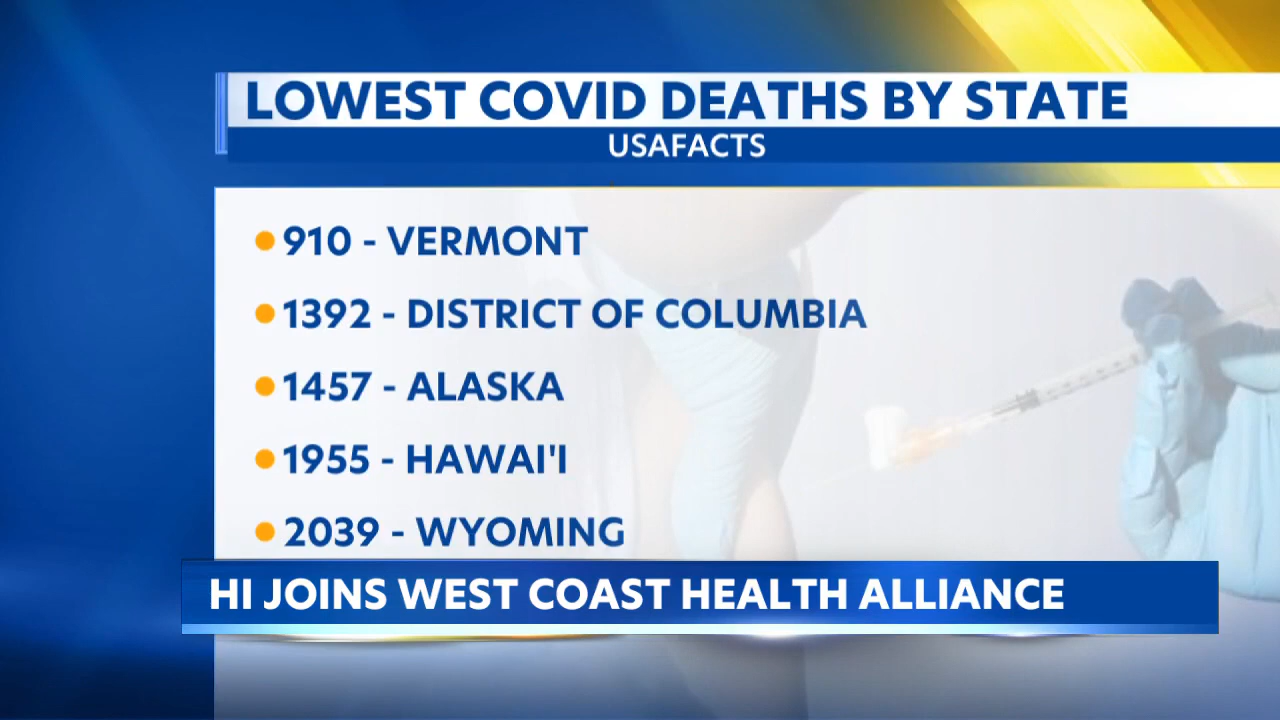 LOWEST COVID DEATHS BY STATE
USAFACTS
910 - VERMONT
1392 - DISTRICT OF COLUMBIA
1457 - ALASKA
1955 - HAWAI'I
2039 - WYOMING
HI JOINS WEST COAST HEALTH ALLIANCE